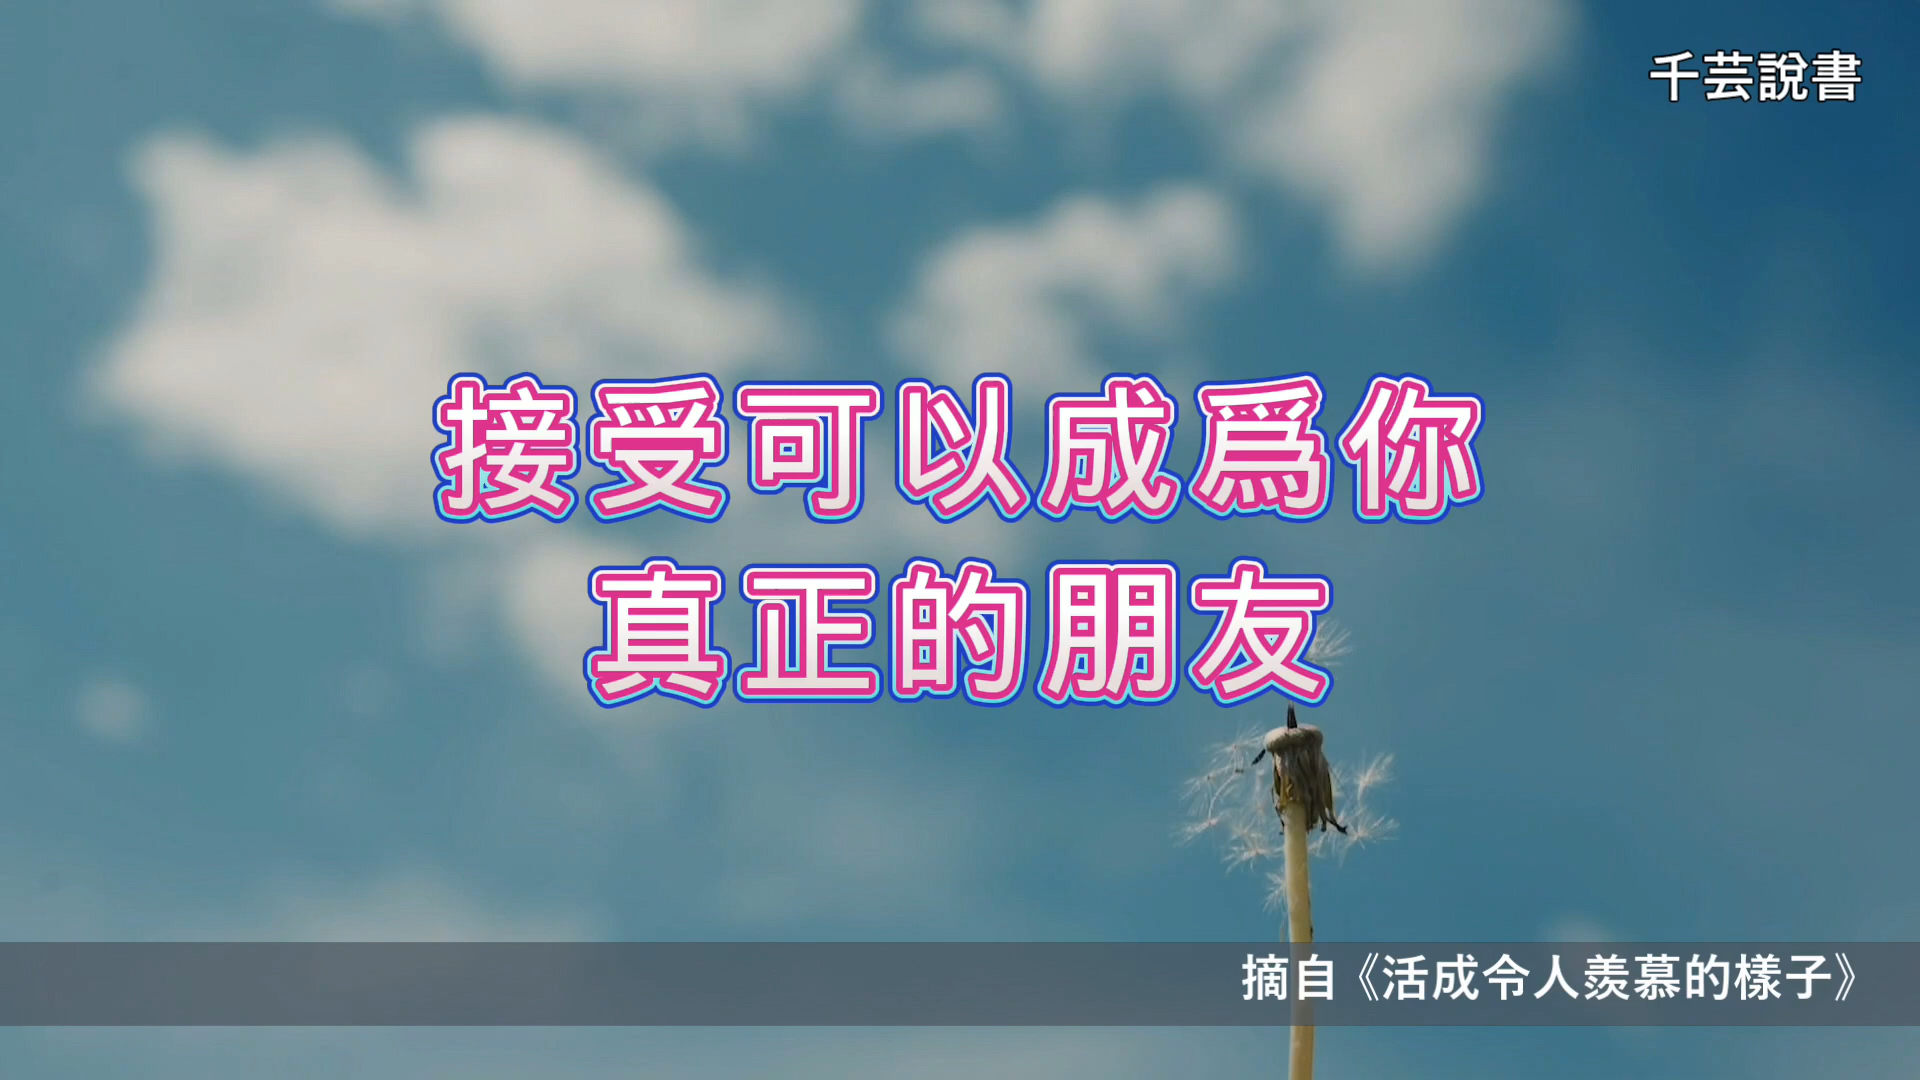 千芸說書
接受可以成爲你
真正的朋友
摘自《活成令人羨慕的樣子》